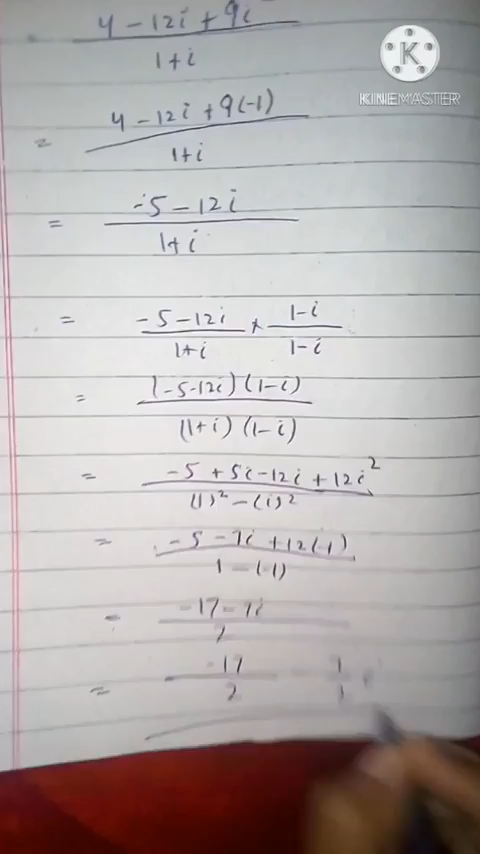 4 - 12i + 9i
1+i
K
KINEMASTER
= 4 - 12i + 9(-1)
1+i
= -5 - 12i
1+i
= -5 - 12i × 1-i
1+i 1-i
= (-5-12i) (1-i)
(1+i) (1-i)
= -5 + 5i - 12i + 12i²
(1)² - (i)²
= -5 - 7i + 12(-1)
1 - (-1)
= -17 - 7i
2
= -17
2